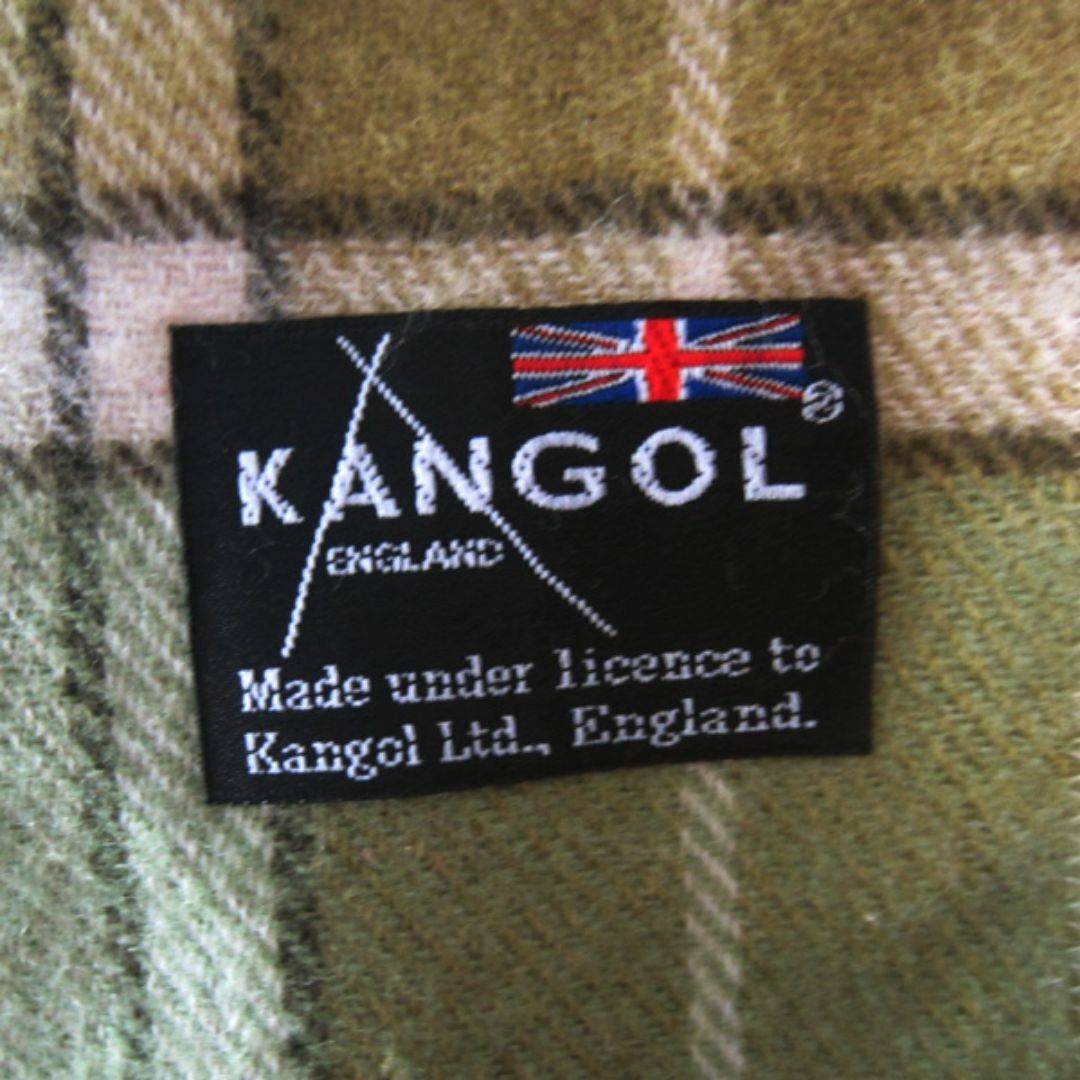 KANGOL
ENGLAND
Made under licence to
Kangol Ltd., England.